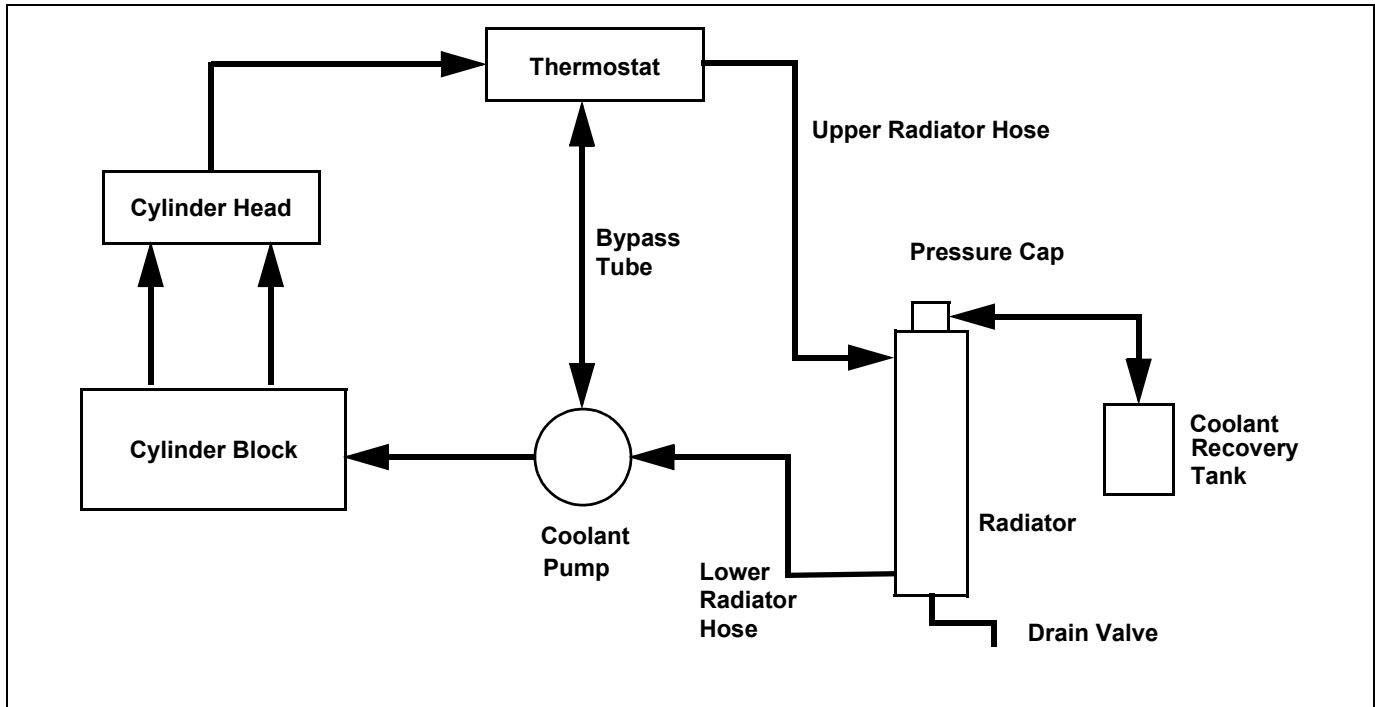 Thermostat
Upper Radiator Hose
Cylinder Head
Bypass
Tube
Pressure Cap
Cylinder Block
Coolant
Recovery
Tank
Radiator
Coolant
Pump
Lower
Radiator
Hose
Drain Valve